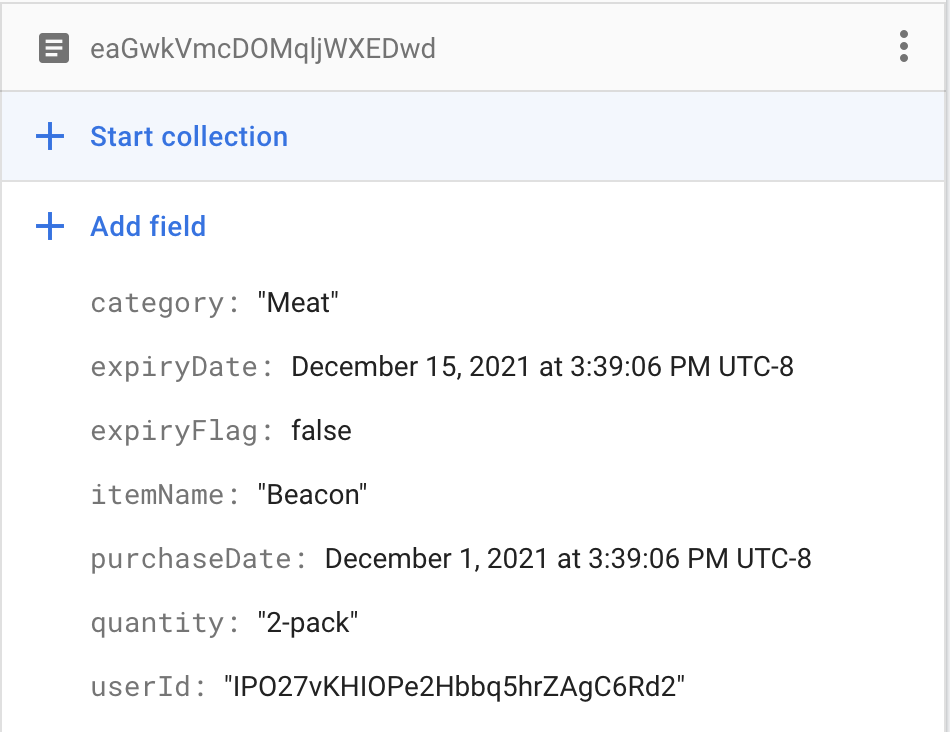 eaGwkVmcDOMqljWXEDwd
Start collection
Add field
category: "Meat"
expiryDate: December 15, 2021 at 3:39:06 PM UTC-8
expiryFlag: false
itemName: "Beacon"
purchaseDate: December 1, 2021 at 3:39:06 PM UTC-8
quantity: "2-pack"
userId: "IPO27vKHIOPe2Hbbq5hrZAgC6Rd2"